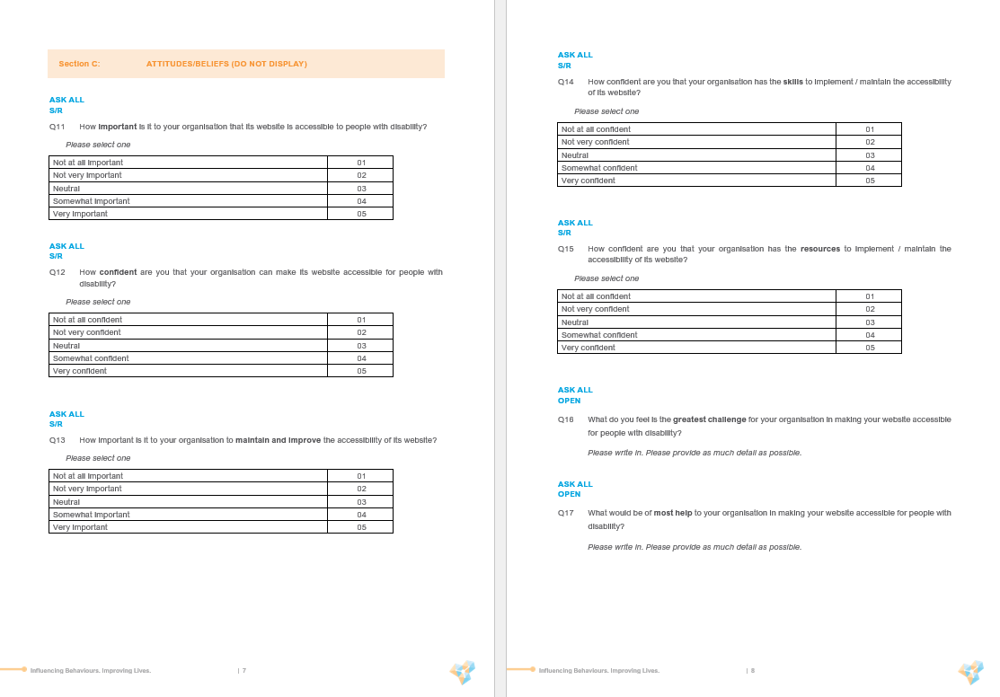 Section C: ATTITUDES/BELIEFS (DO NOT DISPLAY)
ASK ALL
S/R
Q11 How important is it to your organisation that its website is accessible to people with disability?
Please select one
Not at all important 01
Not very important 02
Neutral 03
Somewhat important 04
Very important 05
ASK ALL
S/R
Q12 How confident are you that your organisation can make its website accessible for people with
disability?
Please select one
Not at all confident 01
Not very confident 02
Neutral 03
Somewhat confident 04
Very confident 05
ASK ALL
S/R
Q13 How important is it to your organisation to maintain and improve the accessibility of its website?
Please select one
Not at all important 01
Not very important 02
Neutral 03
Somewhat important 04
Very important 05
Influencing Behaviours. Improving Lives. | 7
ASK ALL
S/R
Q14 How confident are you that your organisation has the skills to implement / maintain the accessibility
of its website?
Please select one
Not at all confident 01
Not very confident 02
Neutral 03
Somewhat confident 04
Very confident 05
ASK ALL
S/R
Q15 How confident are you that your organisation has the resources to implement / maintain the
accessibility of its website?
Please select one
Not at all confident 01
Not very confident 02
Neutral 03
Somewhat confident 04
Very confident 05
ASK ALL
OPEN
Q16 What do you feel is the greatest challenge for your organisation in making your website accessible
for people with disability?
Please write in. Please provide as much detail as possible.
ASK ALL
OPEN
Q17 What would be of most help to your organisation in making your website accessible for people with
disability?
Please write in. Please provide as much detail as possible.
Influencing Behaviours. Improving Lives. | 8